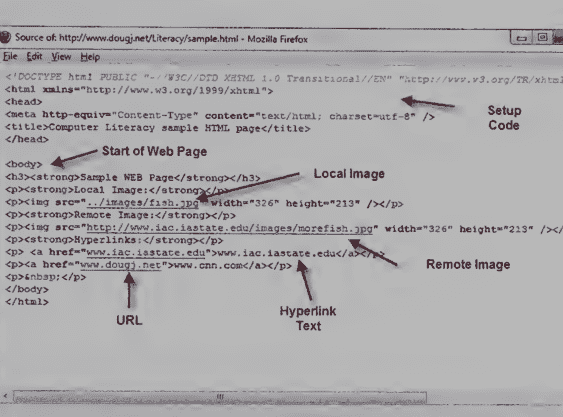 Source of: http://www.dougj.net/Literacy/sample.html - Mozilla Firefox
File Edit View Help
<!DOCTYPE html PUBLIC "-//W3C//DTD XHTML 1.0 Transitional//EN" "http://www.w3.org/TR/xhtml
<html xmlns="http://www.w3.org/1999/xhtml">
<head>
Setup
Code
<meta http-equiv="Content-Type" content="text/html; charset=utf-8" />
<title>Computer Literacy sample HTML page</title>
</head>
Start of Web Page
<body>
<h3><strong>Sample WEB Page</strong></h3>
Local Image
<p><strong>Local Image:</strong></p>
<p><img src="../images/fish.jpg" width="326" height="213" /></p>
<p><strong>Remote Image:</strong></p>
<p><img src="http://www.iac.iastate.edu/images/morefish.jpg" width="326" height="213" /></
<p><strong>Hyperlinks:</strong></p>
<p> <a href="www.iac.iastate.edu">www.iac.iastate.edu</a></p>
Remote Image
<p><a href="www.dougj.net">www.cnn.com</a></p>
<p>&nbsp;</p>
</body>
</html>
URL
Hyperlink
Text